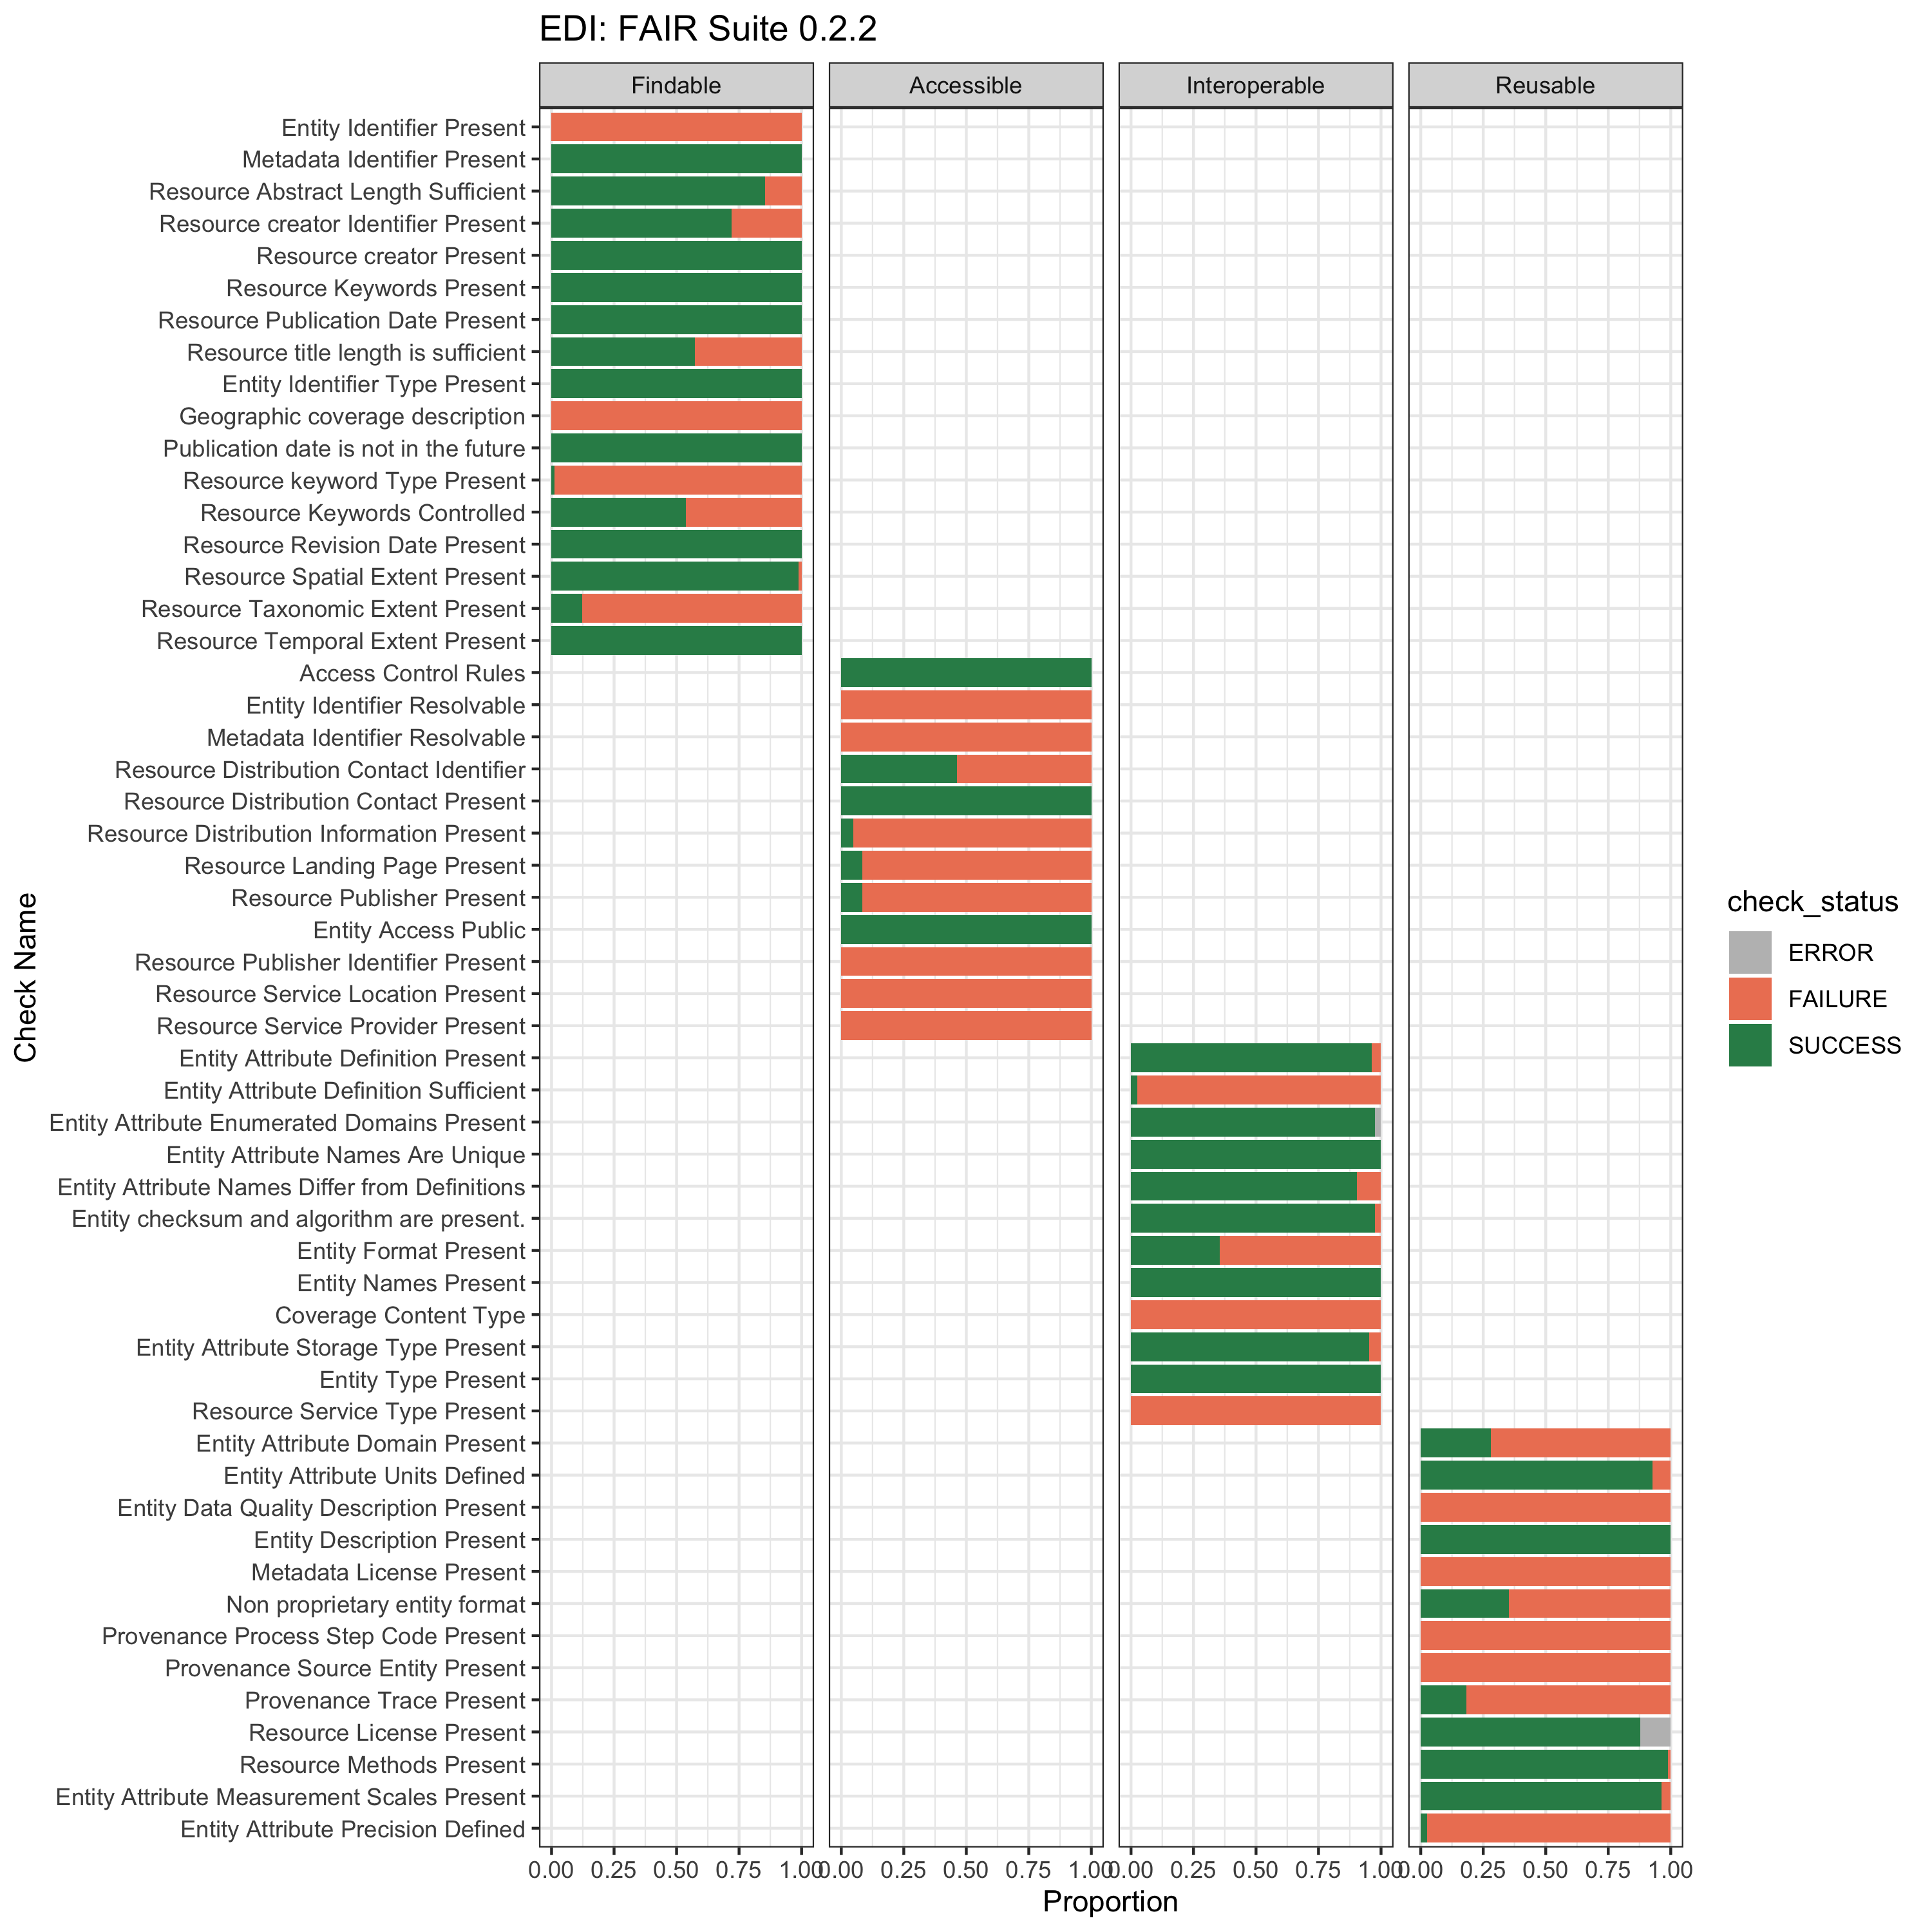 EDI: FAIR Suite 0.2.2
Findable Accessible Interoperable Reusable
Entity Identifier Present
Metadata Identifier Present
Resource Abstract Length Sufficient
Resource creator Identifier Present
Resource creator Present
Resource Keywords Present
Resource Publication Date Present
Resource title length is sufficient
Entity Identifier Type Present
Geographic coverage description
Publication date is not in the future
Resource keyword Type Present
Resource Keywords Controlled
Resource Revision Date Present
Resource Spatial Extent Present
Resource Taxonomic Extent Present
Resource Temporal Extent Present
Access Control Rules
Entity Identifier Resolvable
Metadata Identifier Resolvable
Resource Distribution Contact Identifier
Resource Distribution Contact Present
Resource Distribution Information Present
Resource Landing Page Present
Resource Publisher Present
Entity Access Public
Resource Publisher Identifier Present
Resource Service Location Present
Resource Service Provider Present
Entity Attribute Definition Present
Entity Attribute Definition Sufficient
Entity Attribute Enumerated Domains Present
Entity Attribute Names Are Unique
Entity Attribute Names Differ from Definitions
Entity checksum and algorithm are present.
Entity Format Present
Entity Names Present
Coverage Content Type
Entity Attribute Storage Type Present
Entity Type Present
Resource Service Type Present
Entity Attribute Domain Present
Entity Attribute Units Defined
Entity Data Quality Description Present
Entity Description Present
Metadata License Present
Non proprietary entity format
Provenance Process Step Code Present
Provenance Source Entity Present
Provenance Trace Present
Resource License Present
Resource Methods Present
Entity Attribute Measurement Scales Present
Entity Attribute Precision Defined
0.00 0.25 0.50 0.75 1.00 0.00 0.25 0.50 0.75 1.00 0.00 0.25 0.50 0.75 1.00 0.00 0.25 0.50 0.75 1.00
Proportion
Check Name
check_status
ERROR
FAILURE
SUCCESS